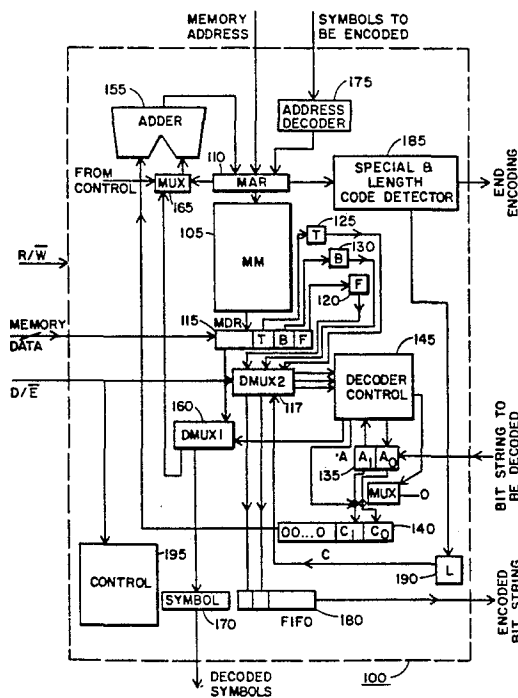 MEMORY
ADDRESS
SYMBOLS TO
BE ENCODED
155
ADDER
175
ADDRESS
DECODER
185
SPECIAL &
LENGTH
CODE DETECTOR
END
ENCODING
110
MAR
FROM
CONTROL
MUX
165
105
MM
125
T
130
B
F
120
R/W̅
MEMORY
DATA
MDR
115
T B F
145
DECODER
CONTROL
D/E̅
DMUX2
117
160
DMUX1
A
135
A1 A0
MUX
0
BIT STRING TO
BE DECODED
00...0 C1 C0
140
C
L
190
195
CONTROL
SYMBOL
170
FIFO
180
ENCODED
BIT STRING
DECODED
SYMBOLS
100